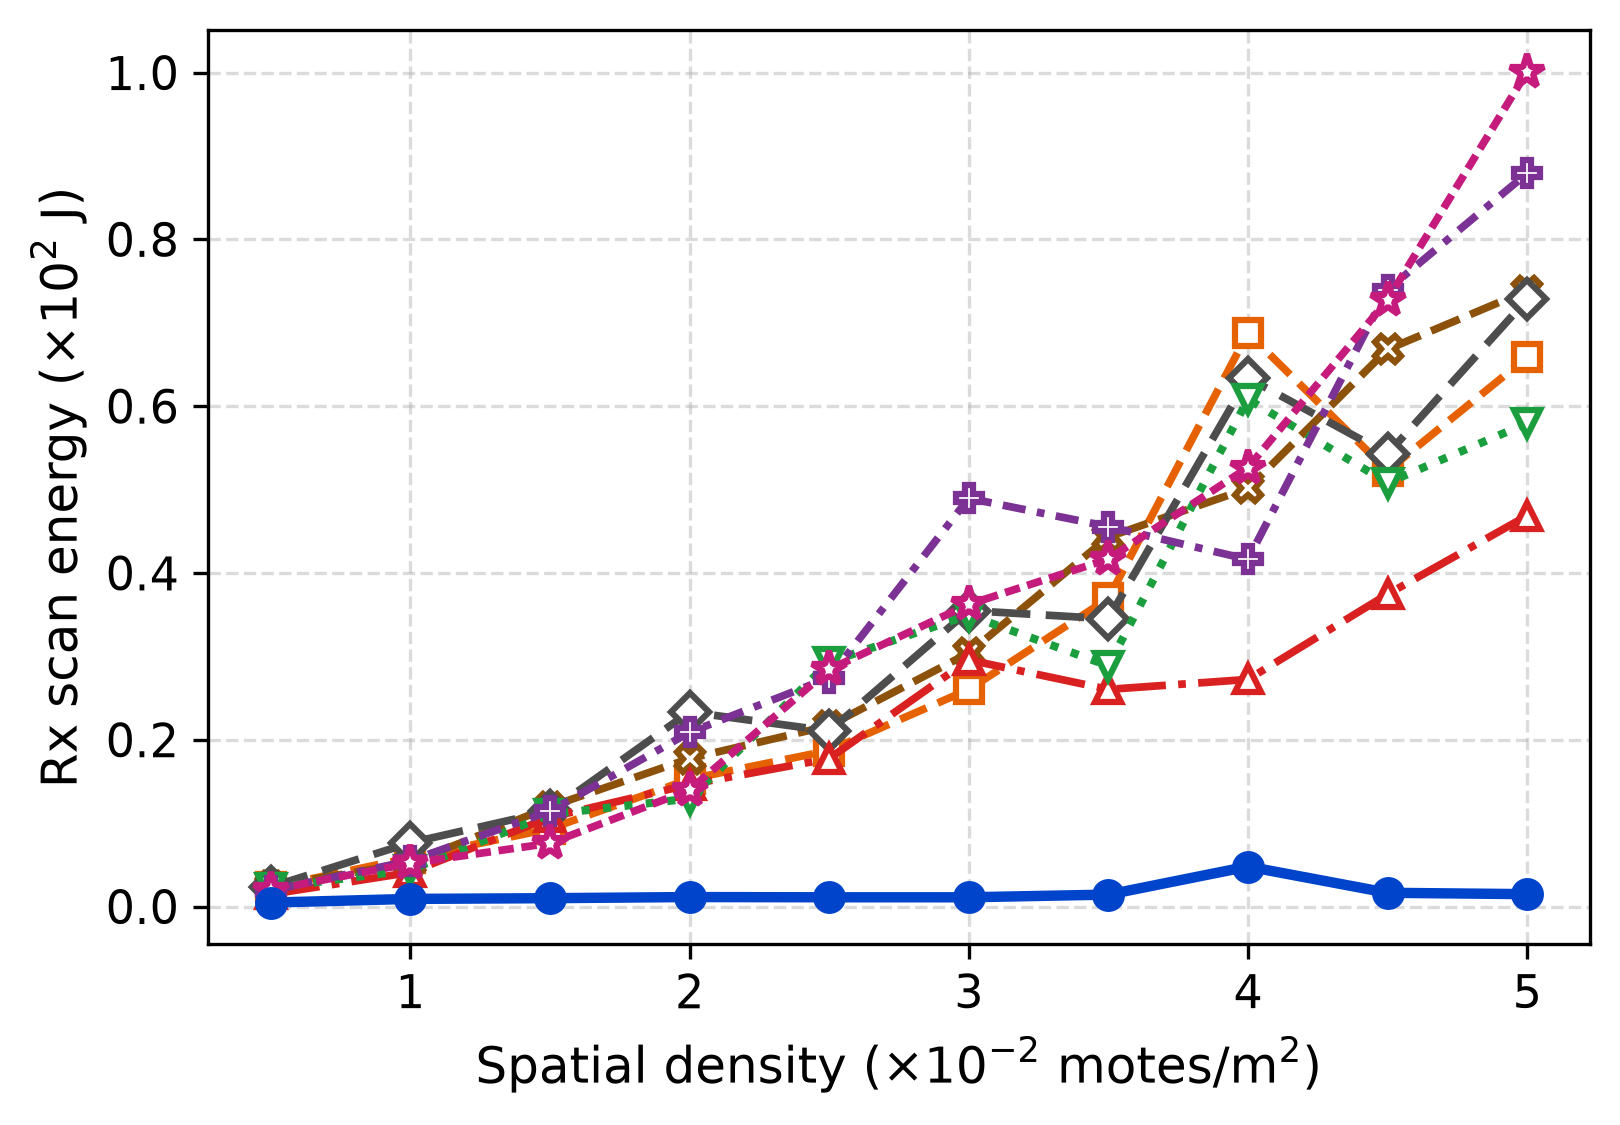 Rx scan energy (×10² J)
1.0
0.8
0.6
0.4
0.2
0.0
1 2 3 4 5
Spatial density (×10⁻² motes/m²)